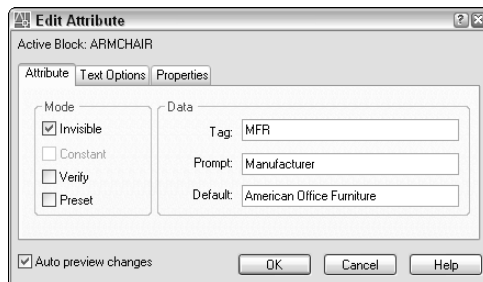 Edit Attribute
Active Block: ARMCHAIR
Attribute Text Options Properties
Mode
Invisible
Constant
Verify
Preset
Data
Tag: MFR
Prompt: Manufacturer
Default: American Office Furniture
Auto preview changes
OK Cancel Help